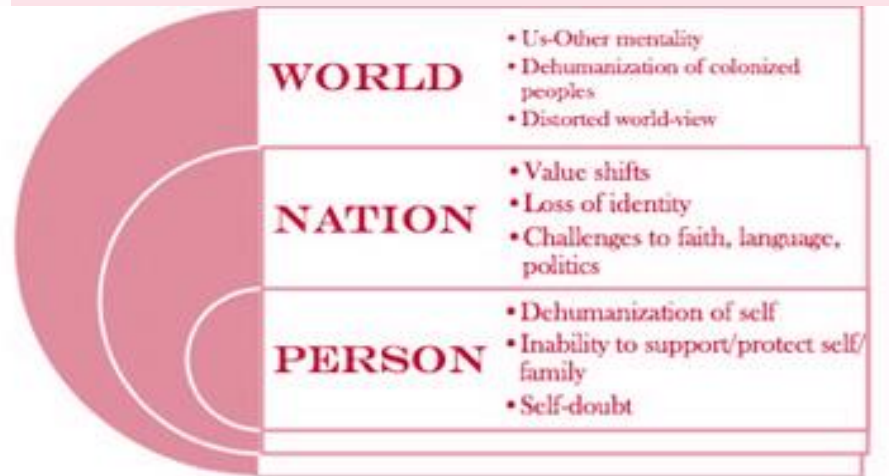 WORLD
• Us-Other mentality
• Dehumanization of colonized
peoples
• Distorted world-view
NATION
• Value shifts
• Loss of identity
• Challenges to faith, language,
politics
PERSON
• Dehumanization of self
• Inability to support/protect self/
family
• Self-doubt